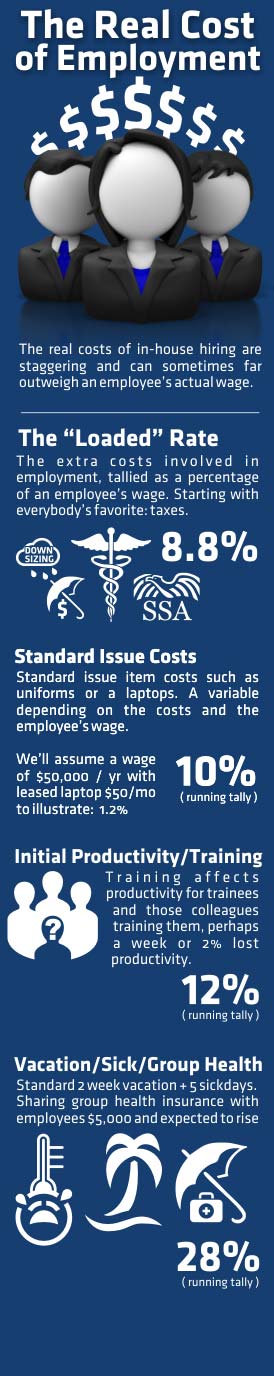 The Real Cost
of Employment
$$$$$$$$$
The real costs of in-house hiring are
staggering and can sometimes far
outweigh an employee's actual wage.
The “Loaded” Rate
The extra costs involved in
employment, tallied as a percentage
of an employee's wage. Starting with
everybody's favorite: taxes.
DOWN
SIZING
$
8.8%
SSA
Standard Issue Costs
Standard issue item costs such as
uniforms or a laptops. A variable
depending on the costs and the
employee's wage.
We'll assume a wage
of $50,000 / yr with
leased laptop $50/mo
to illustrate: 1.2%
10%
( running tally )
Initial Productivity/Training
Training affects
productivity for trainees
and those colleagues
training them, perhaps
a week or 2% lost
productivity.
?
12%
( running tally )
Vacation/Sick/Group Health
Standard 2 week vacation + 5 sickdays.
Sharing group health insurance with
employees $5,000 and expected to rise
28%
( running tally )